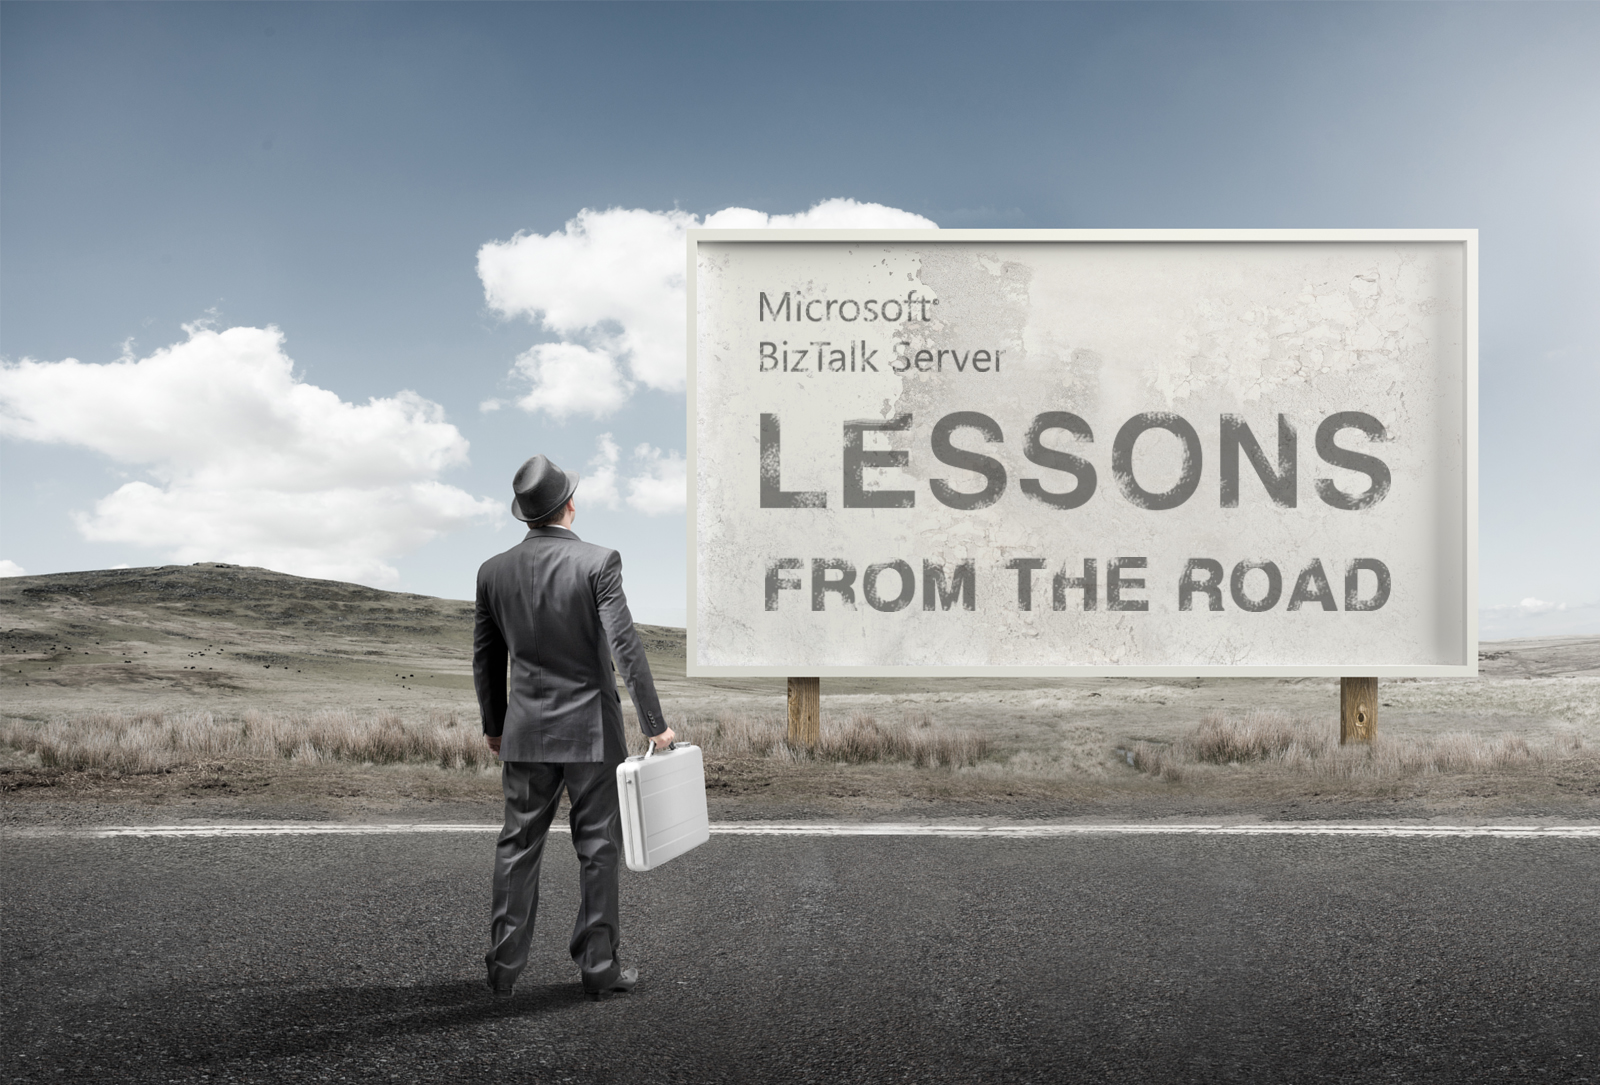 Microsoft®
BizTalk Server
LESSONS
FROM THE ROAD